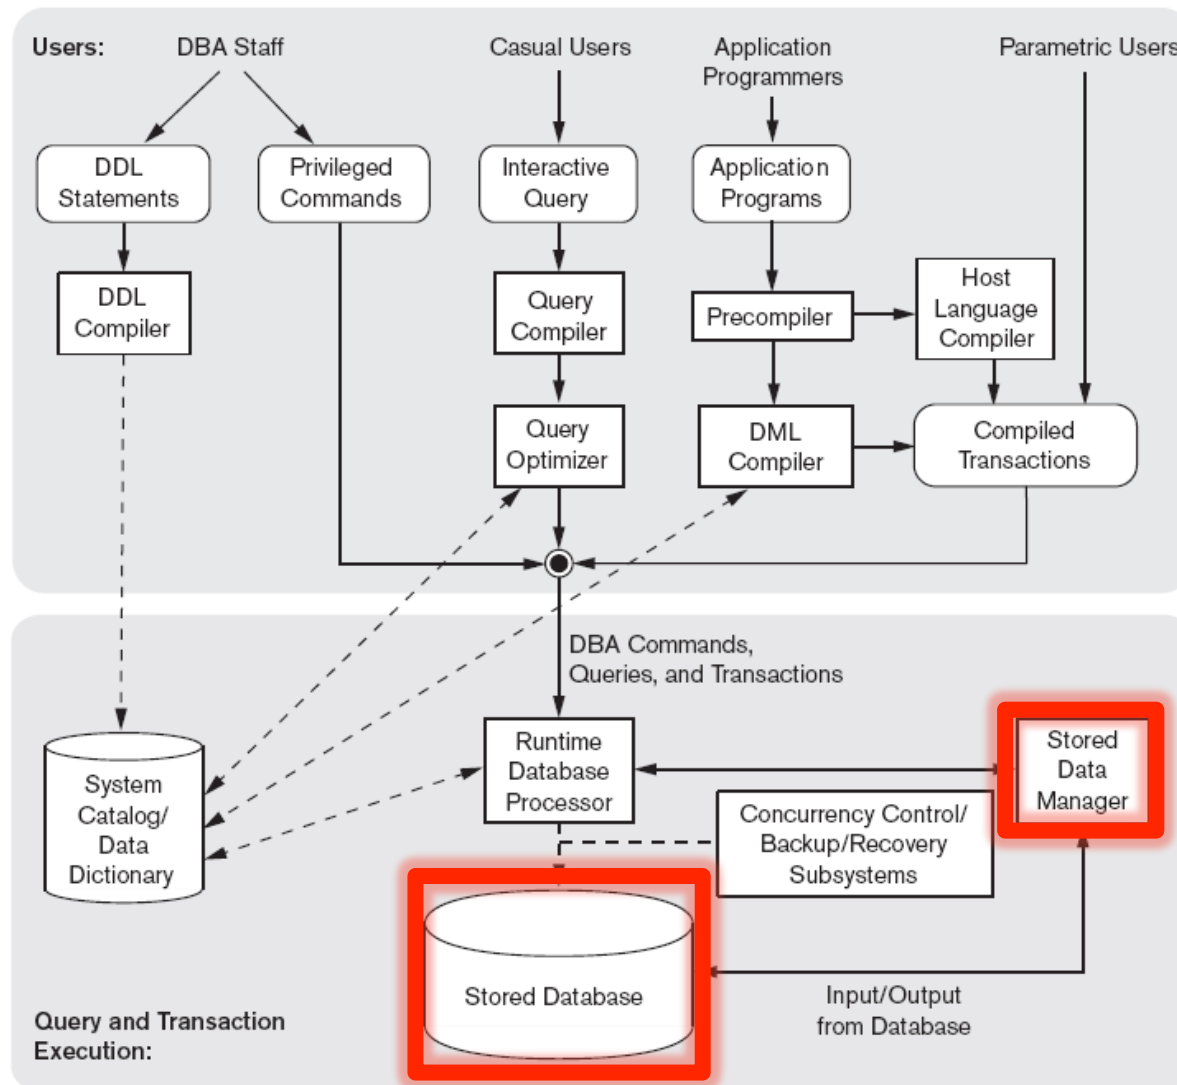 Users:
DBA Staff
Casual Users
Application
Programmers
Parametric Users
DDL
Statements
Privileged
Commands
Interactive
Query
Application
Programs
DDL
Compiler
Query
Compiler
Precompiler
Host
Language
Compiler
Query
Optimizer
DML
Compiler
Compiled
Transactions
DBA Commands,
Queries, and Transactions
System
Catalog/
Data
Dictionary
Runtime
Database
Processor
Stored
Data
Manager
Concurrency Control/
Backup/Recovery
Subsystems
Stored Database
Input/Output
from Database
Query and Transaction
Execution: